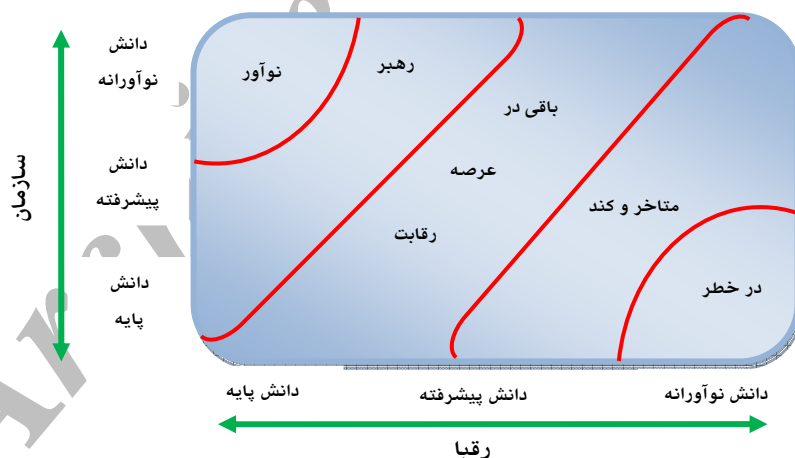 دانش
نوآورانه
دانش
پیشرفته
دانش
پایه
سازمان
نوآور
رهبر
باقی در
عرصه
رقابت
متاخر و کند
در خطر
دانش پایه
دانش پیشرفته
دانش نوآورانه
رقبا